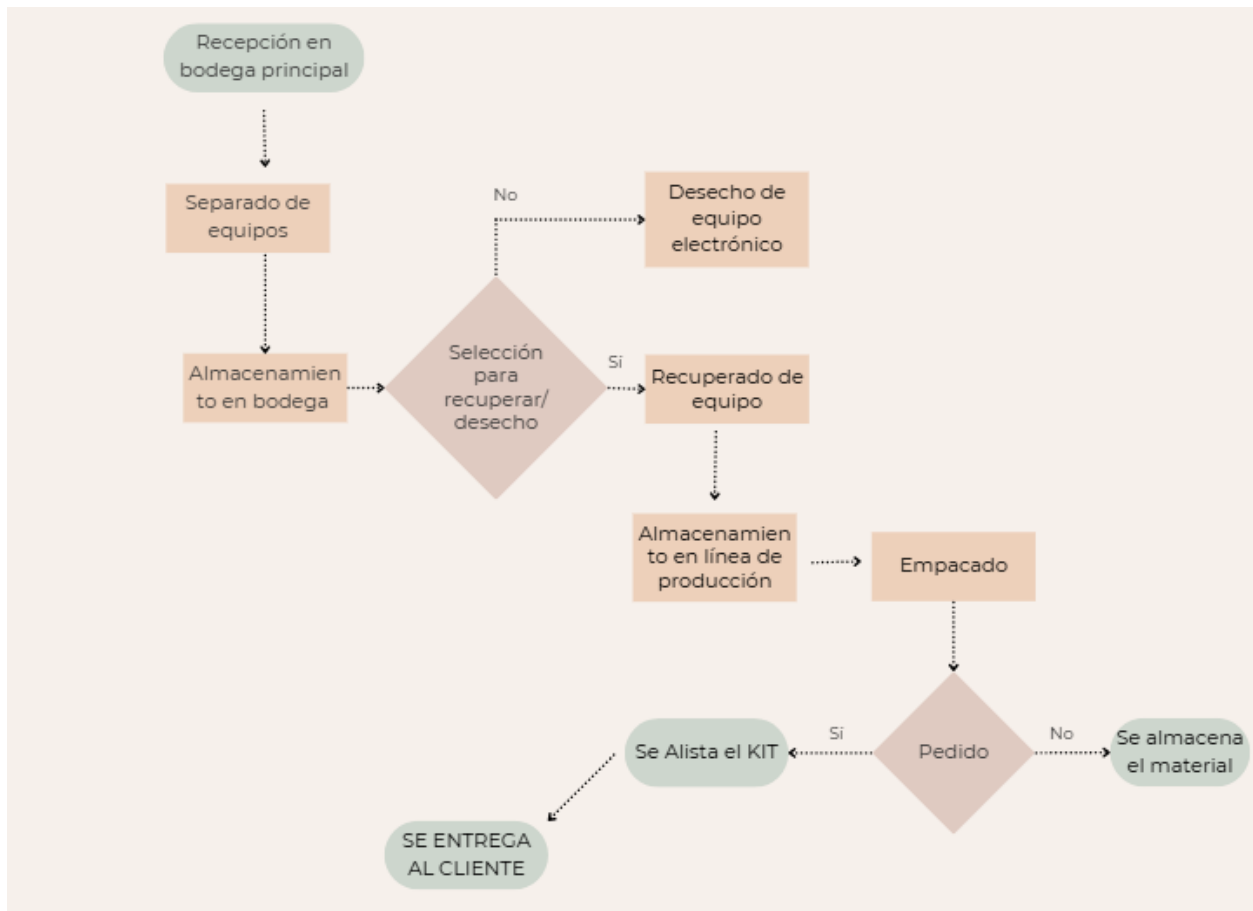 Recepción en
bodega principal
Separado de
equipos
Almacenamien
to en bodega
Selección
para
recuperar/
desecho
No
Desecho de
equipo
electrónico
Sí
Recuperado de
equipo
Almacenamien
to en línea de
producción
Empacado
Pedido
Sí
Se Alista el KIT
SE ENTREGA
AL CLIENTE
No
Se almacena
el material